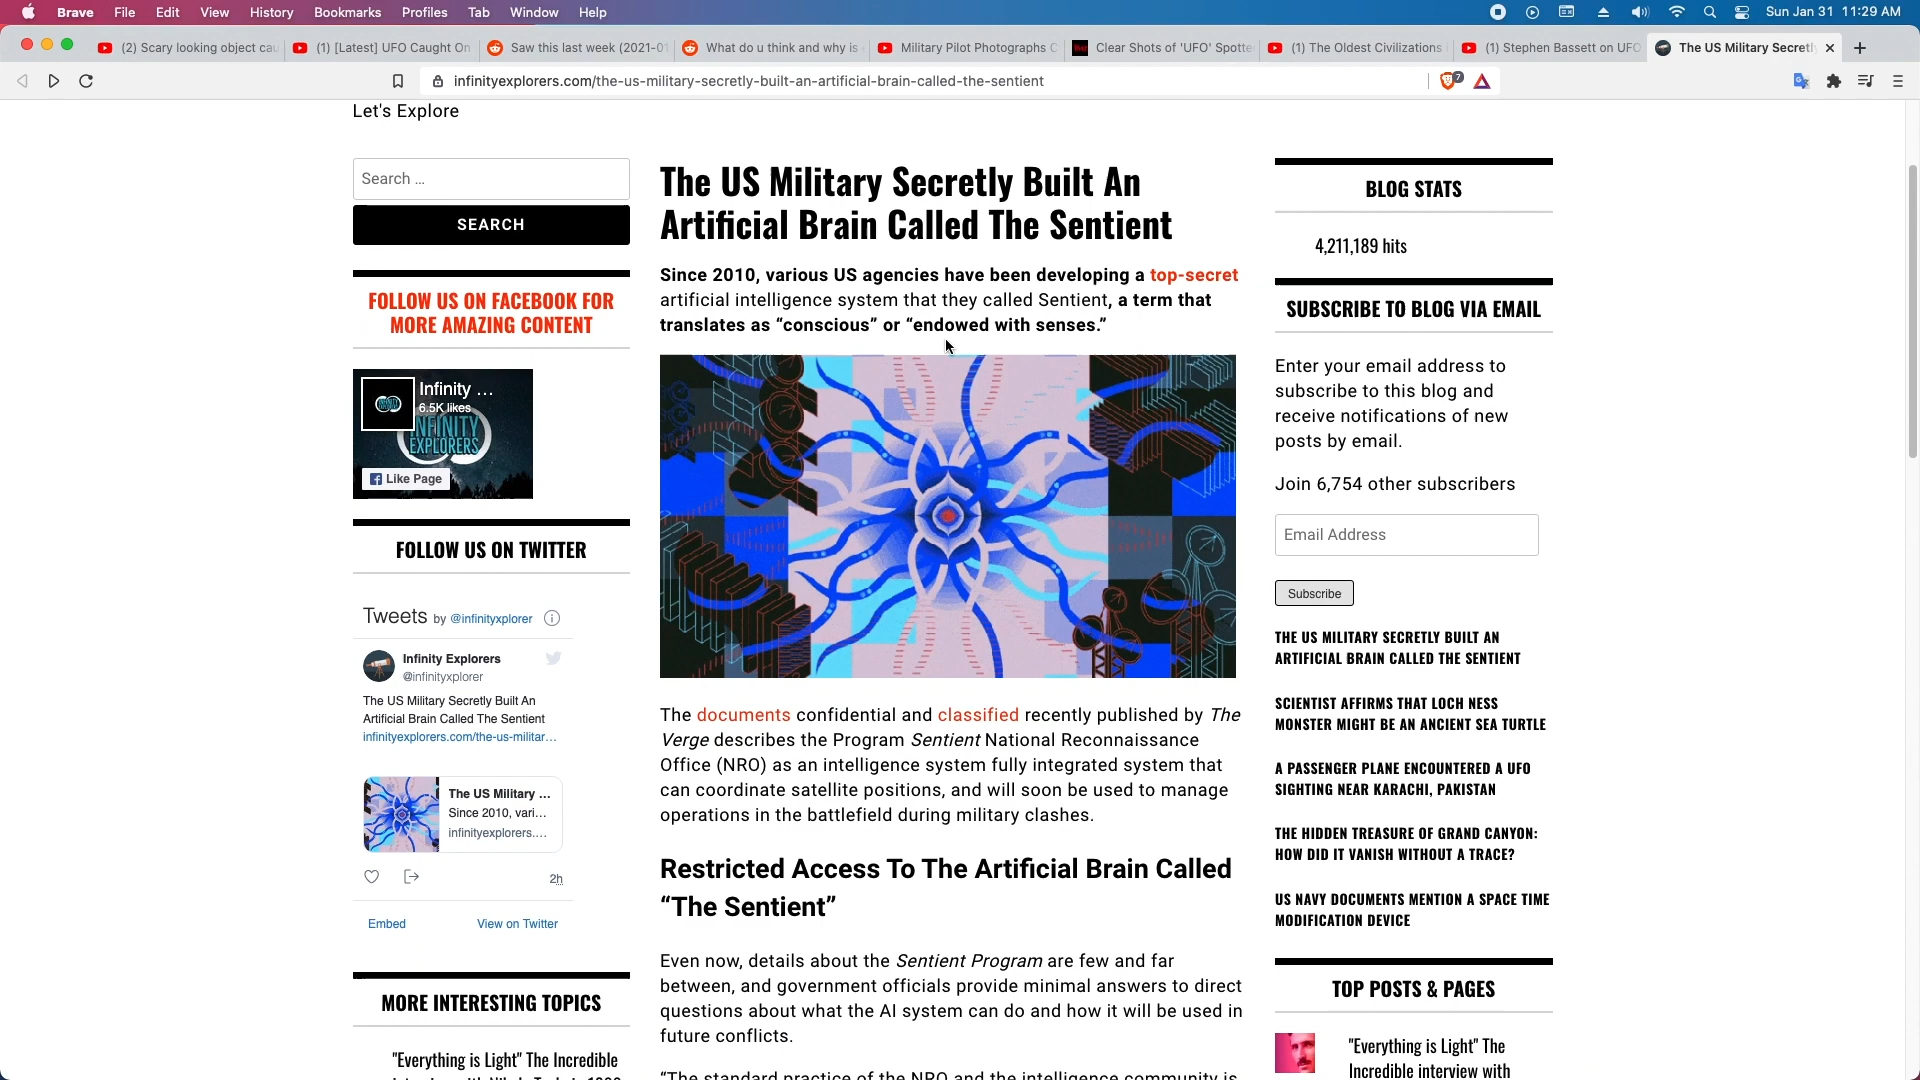 Brave File Edit View History Bookmarks Profiles Tab Window Help Sun Jan 31 11:29 AM
(2) Scary looking object cau
(1) [Latest] UFO Caught On
Saw this last week (2021-01
What do u think and why is
Military Pilot Photographs C
Clear Shots of 'UFO' Spotte
(1) The Oldest Civilizations
(1) Stephen Bassett on UFO
The US Military Secretl
infinityexplorers.com/the-us-military-secretly-built-an-artificial-brain-called-the-sentient
7
Let's Explore
Search …
SEARCH
FOLLOW US ON FACEBOOK FOR
MORE AMAZING CONTENT
Infinity …
6.5K likes
INFINITY
EXPLORERS
Like Page
FOLLOW US ON TWITTER
Tweets by @infinityxplorer
Infinity Explorers
@infinityxplorer
The US Military Secretly Built An
Artificial Brain Called The Sentient
infinityexplorers.com/the-us-militar…
The US Military ...
Since 2010, vari...
infinityexplorers....
2h
Embed View on Twitter
MORE INTERESTING TOPICS
"Everything is Light" The Incredible
The US Military Secretly Built An
Artificial Brain Called The Sentient
Since 2010, various US agencies have been developing a top-secret
artificial intelligence system that they called Sentient, a term that
translates as “conscious” or “endowed with senses.”
The documents confidential and classified recently published by The
Verge describes the Program Sentient National Reconnaissance
Office (NRO) as an intelligence system fully integrated system that
can coordinate satellite positions, and will soon be used to manage
operations in the battlefield during military clashes.
Restricted Access To The Artificial Brain Called
“The Sentient”
Even now, details about the Sentient Program are few and far
between, and government officials provide minimal answers to direct
questions about what the AI system can do and how it will be used in
future conflicts.
“The standard practice of the NRO and the intelligence community is
BLOG STATS
4,211,189 hits
SUBSCRIBE TO BLOG VIA EMAIL
Enter your email address to
subscribe to this blog and
receive notifications of new
posts by email.
Join 6,754 other subscribers
Email Address
Subscribe
THE US MILITARY SECRETLY BUILT AN
ARTIFICIAL BRAIN CALLED THE SENTIENT
SCIENTIST AFFIRMS THAT LOCH NESS
MONSTER MIGHT BE AN ANCIENT SEA TURTLE
A PASSENGER PLANE ENCOUNTERED A UFO
SIGHTING NEAR KARACHI, PAKISTAN
THE HIDDEN TREASURE OF GRAND CANYON:
HOW DID IT VANISH WITHOUT A TRACE?
US NAVY DOCUMENTS MENTION A SPACE TIME
MODIFICATION DEVICE
TOP POSTS & PAGES
"Everything is Light" The
Incredible interview with